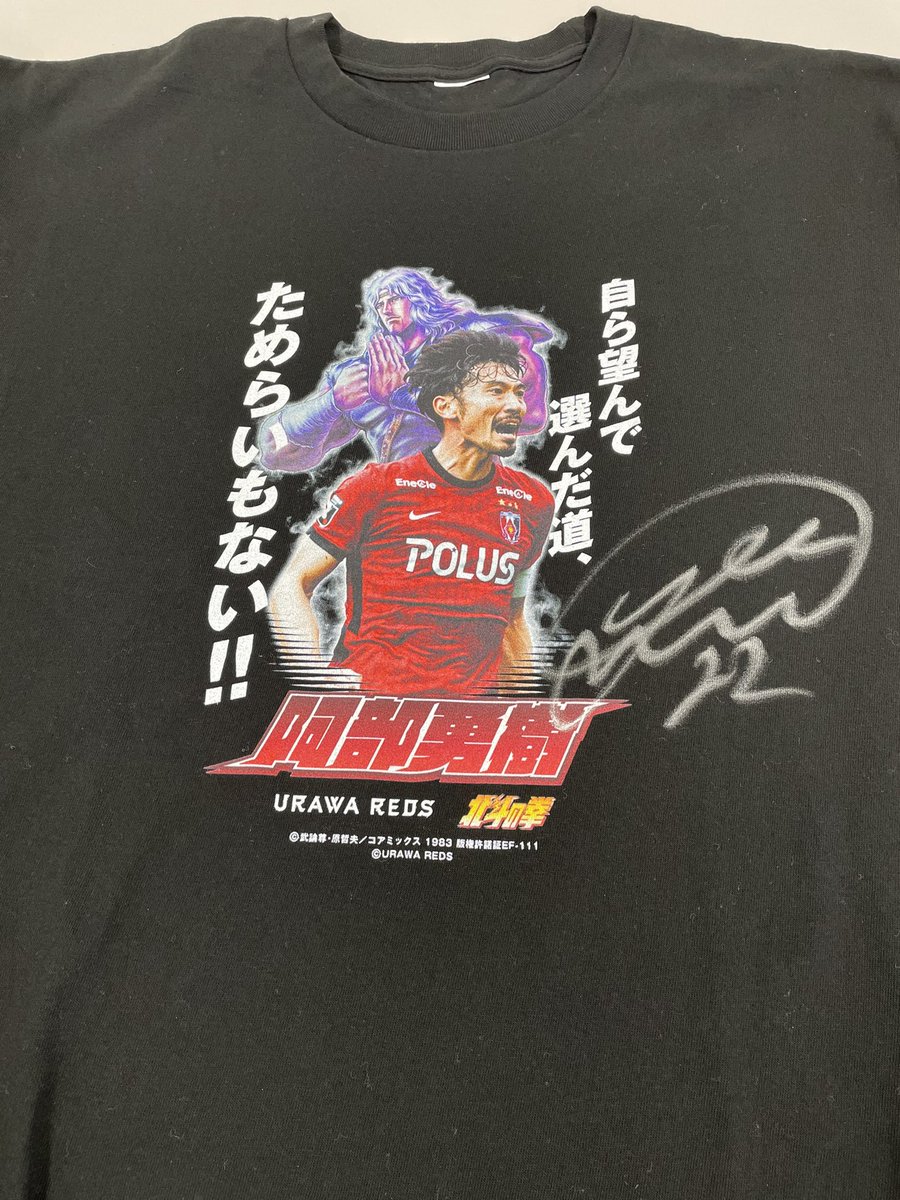 自ら望んで
選んだ道、
ためらいもない!!
EneCle
EneCle
POLUS
阿部勇樹
URAWA REDS
北斗の拳
©武論尊・原哲夫／コアミックス 1983 版権許諾証EF-111
©URAWA REDS
22